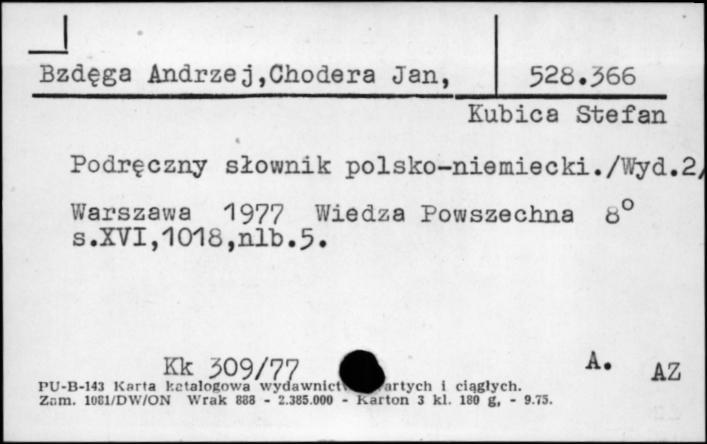 Bzdęga Andrzej,Chodera Jan, 528.366
Kubica Stefan
Podręczny słownik polsko-niemiecki./Wyd.2/
Warszawa 1977 Wiedza Powszechna 8°
s.XVI,1018,nlb.5.
Kk 309/77 A. AZ
PU-B-143 Karta katalogowa wydawnict artych i ciągłych.
Zam. 1081/DW/ON Wrak 888 - 2.385.000 - Karton 3 kl. 180 g, - 9.75.